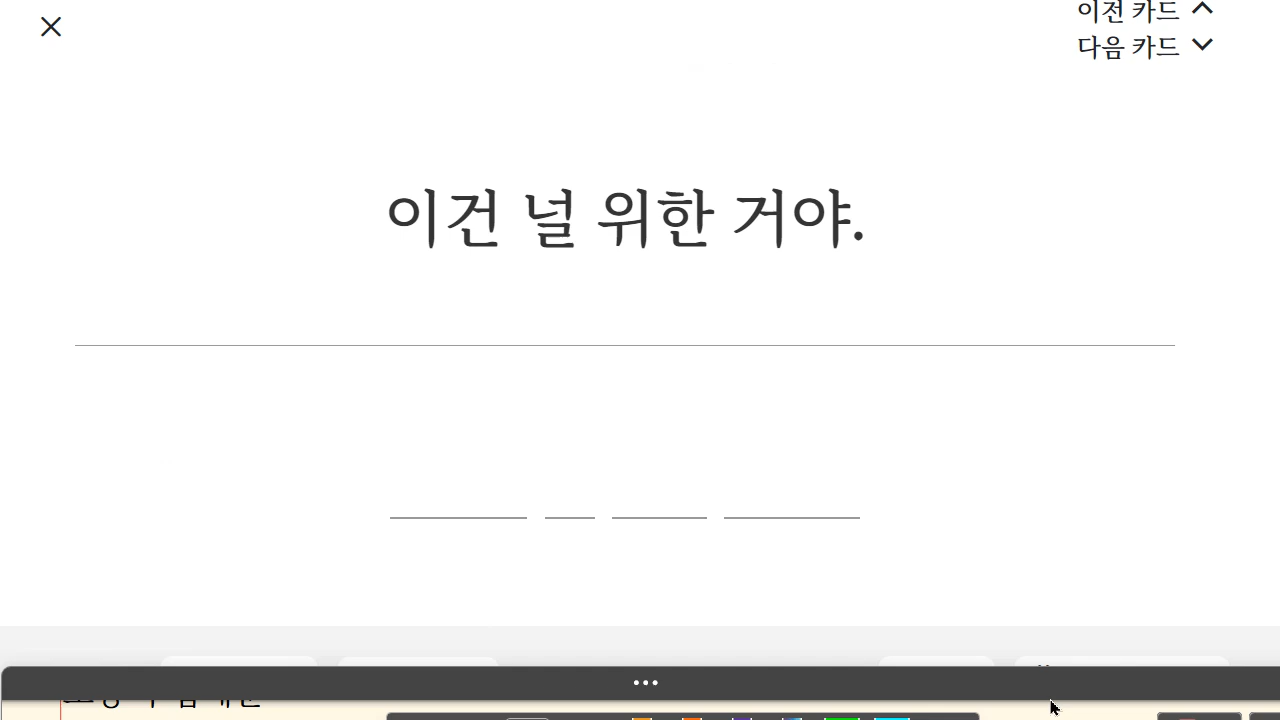 이전 카드
다음 카드
이건 널 위한 거야.